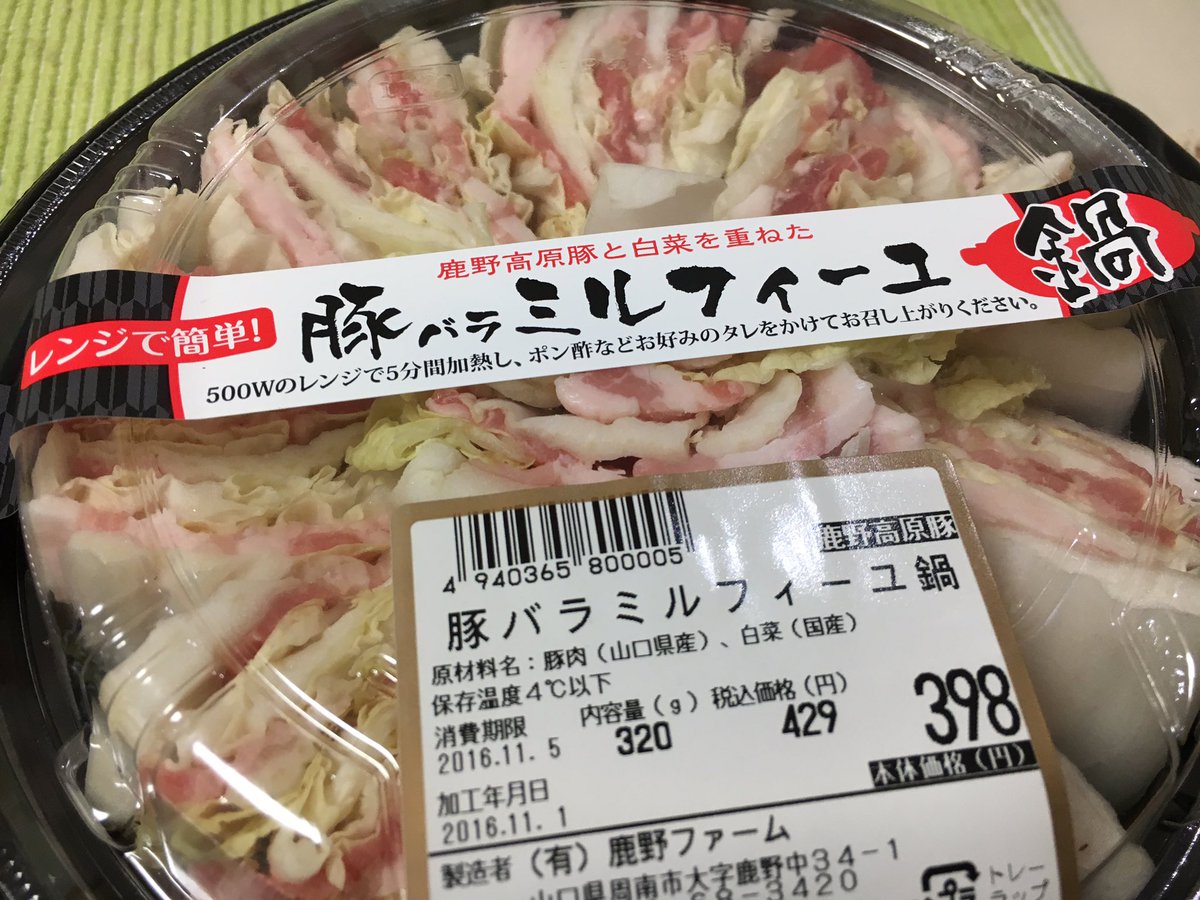 鹿野高原豚と白菜を重ねた
レンジで簡単!
豚バラミルフィーユ鍋
500Wのレンジで5分間加熱し、ポン酢などお好みのタレをかけてお召し上がりください。
4 940365 800005
鹿野高原豚
豚バラミルフィーユ鍋
原材料名:豚肉(山口県産)、白菜(国産)
保存温度4℃以下
消費期限 内容量(g) 税込価格(円)
2016.11.5 320 429 398
本体価格(円)
加工年月日
2016.11.1
製造者 (有)鹿野ファーム
山口県周南市大字鹿野中34-1
68-3420
トレー
ラップ